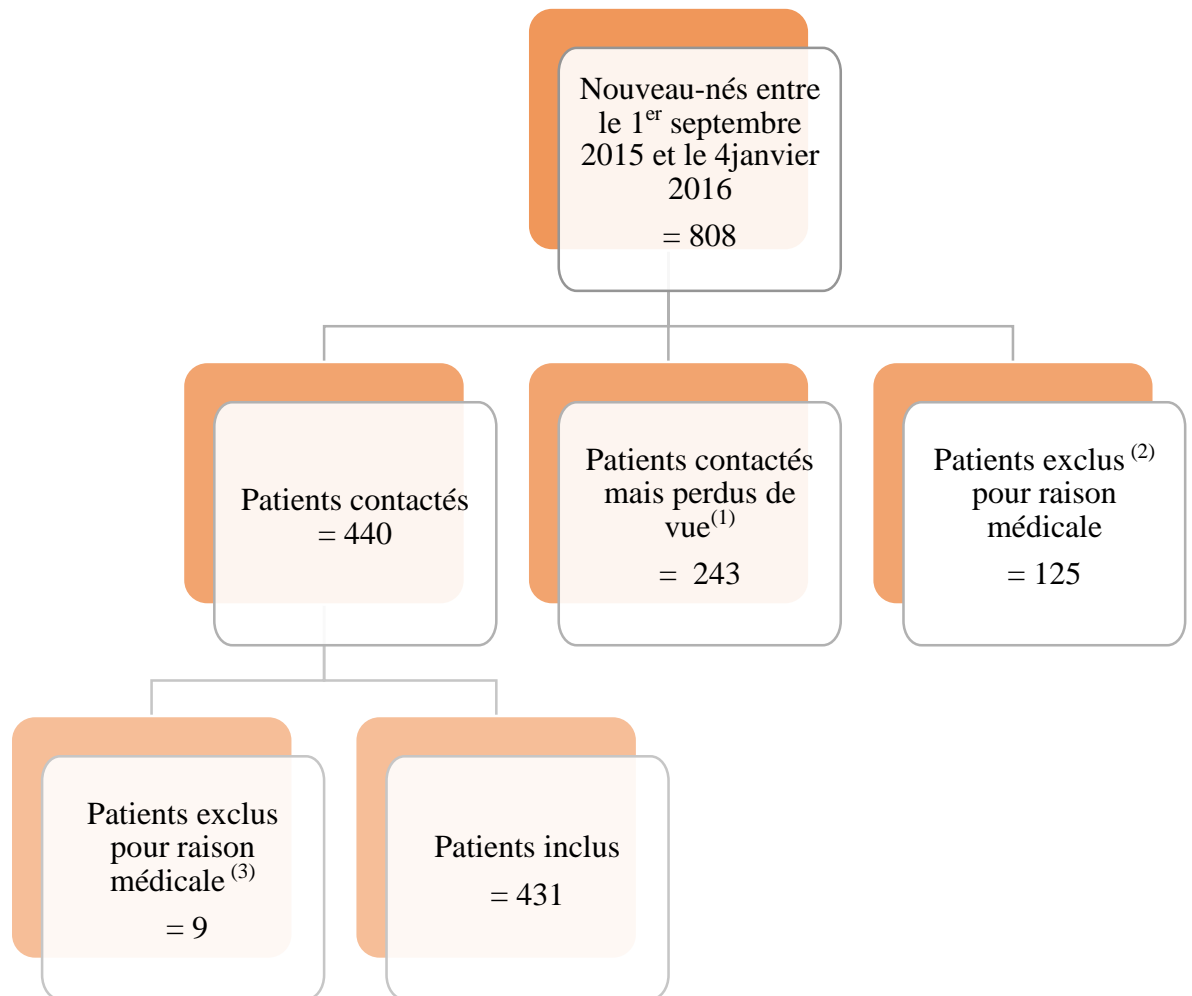 Nouveau-nés entre
le 1er septembre
2015 et le 4janvier
2016
= 808
Patients contactés
= 440
Patients contactés
mais perdus de
vue(1)
= 243
Patients exclus (2)
pour raison
médicale
= 125
Patients exclus
pour raison
médicale (3)
= 9
Patients inclus
= 431